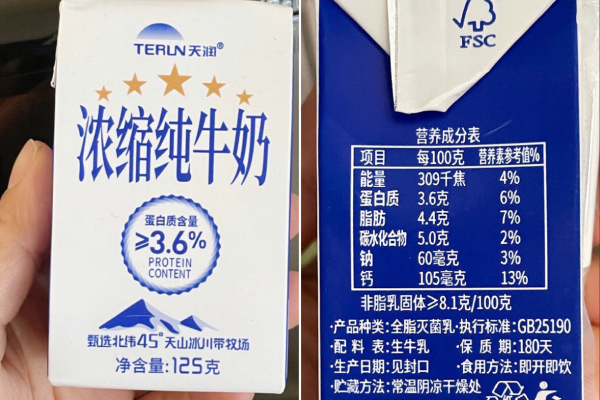 TERUN天润®
浓缩纯牛奶
蛋白质含量
≥3.6%
PROTEIN
CONTENT
甄选北纬45°天山冰川带牧场
净含量:125克
FSC
营养成分表
项目 每100克 营养素参考值%
能量 309千焦 4%
蛋白质 3.6克 6%
脂肪 4.4克 7%
碳水化合物 5.0克 2%
钠 60毫克 3%
钙 105毫克 13%
非脂乳固体≥8.1克/100克
·产品种类:全脂灭菌乳·执行标准:GB25190
·配料表:生牛乳 ·保质期:180天
·生产日期:见封口 ·食用方法:即开即饮
·贮藏方法:常温阴凉干燥处